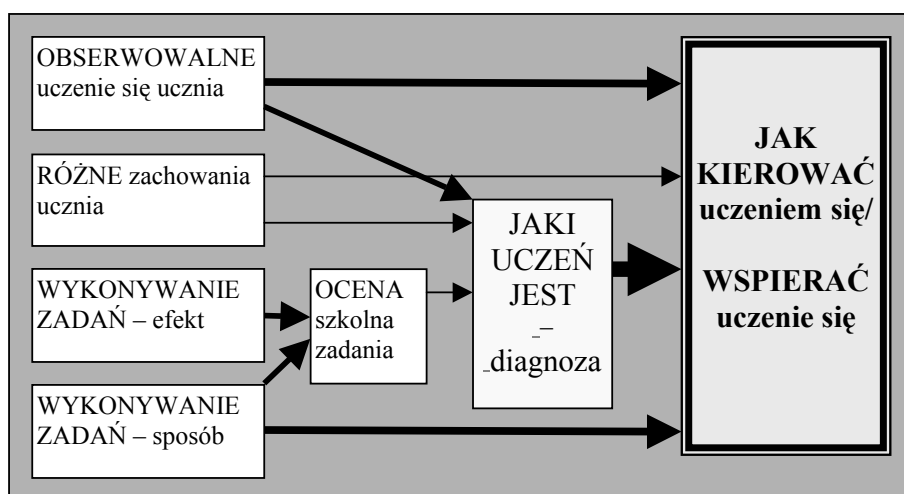 OBSERWOWALNE
uczenie się ucznia
RÓŻNE zachowania
ucznia
WYKONYWANIE
ZADAŃ – efekt
WYKONYWANIE
ZADAŃ – sposób
OCENA
szkolna
zadania
JAKI
UCZEŃ
JEST
_–
_diagnoza
JAK
KIEROWAĆ
uczeniem się/
WSPIERAĆ
uczenie się